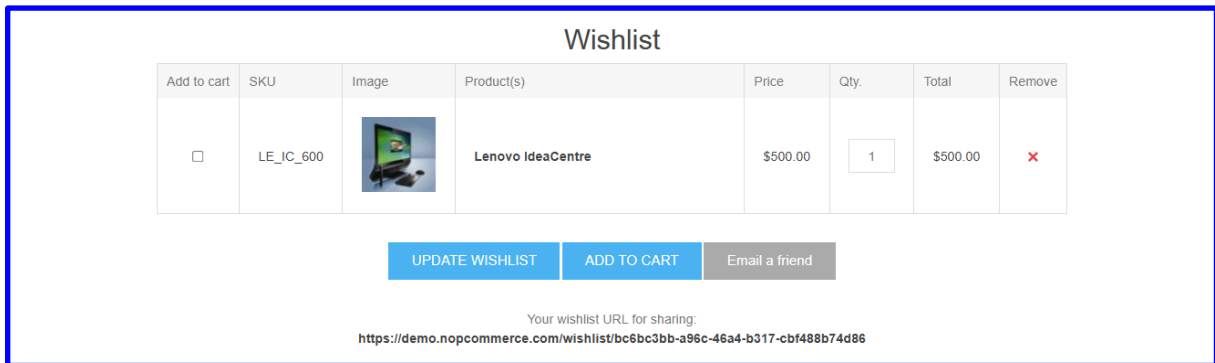 Wishlist
Add to cart SKU Image Product(s) Price Qty. Total Remove
LE_IC_600 Lenovo IdeaCentre $500.00 1 $500.00
UPDATE WISHLIST ADD TO CART Email a friend
Your wishlist URL for sharing:
https://demo.nopcommerce.com/wishlist/bc6bc3bb-a96c-46a4-b317-cbf488b74d86